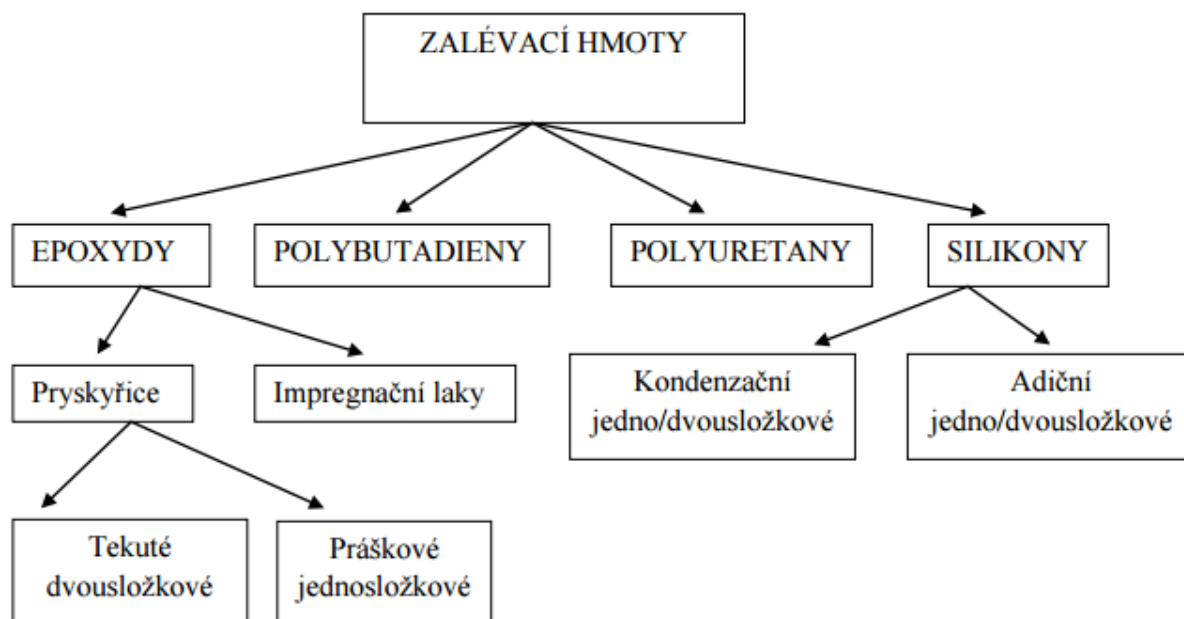 ZALÉVACÍ HMOTY
EPOXYDY
POLYBUTADIENY
POLYURETANY
SILIKONY
Pryskyřice
Impregnační laky
Kondenzační
jedno/dvousložkové
Adiční
jedno/dvousložkové
Tekuté
dvousložkové
Práškové
jednosložkové